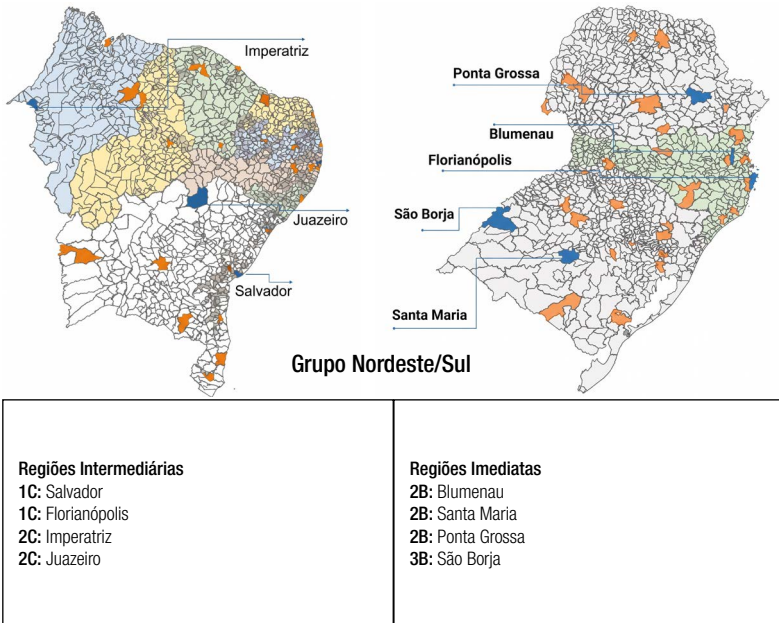 Imperatriz
Juazeiro
Salvador
Ponta Grossa
Blumenau
Florianópolis
São Borja
Santa Maria
Grupo Nordeste/Sul
Regiões Intermediárias
1C: Salvador
1C: Florianópolis
2C: Imperatriz
2C: Juazeiro
Regiões Imediatas
2B: Blumenau
2B: Santa Maria
2B: Ponta Grossa
3B: São Borja